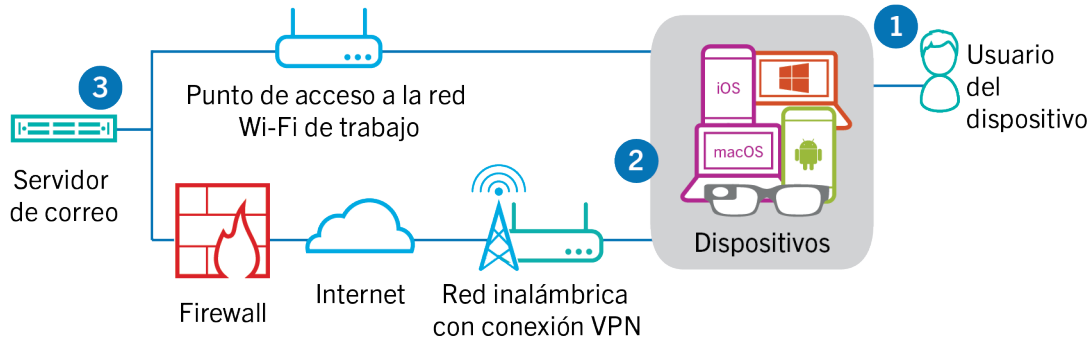 1
Usuario
del
dispositivo
iOS
macOS
Dispositivos
2
3
Punto de acceso a la red
Wi-Fi de trabajo
Servidor
de correo
Firewall
Internet
Red inalámbrica
con conexión VPN